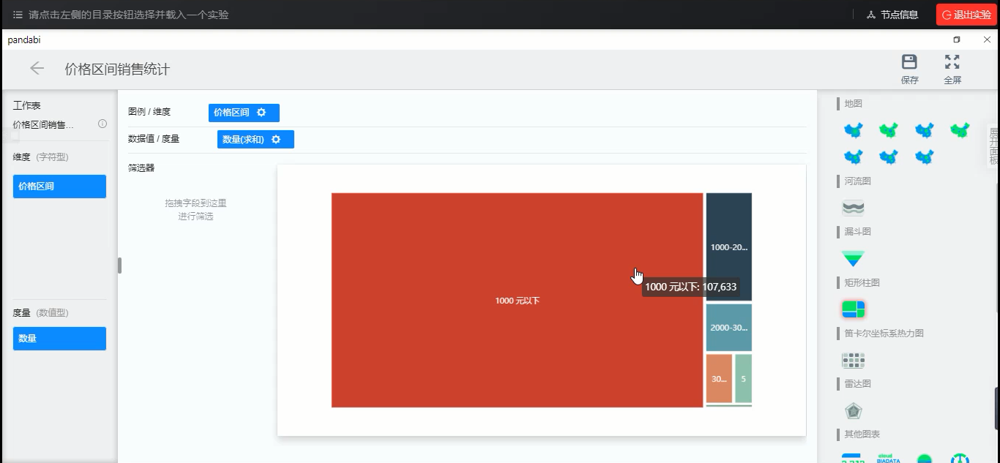 请点击左侧的目录按钮选择并载入一个实验
节点信息
退出实验
pandabi
价格区间销售统计
保存
全屏
工作表
价格区间销售...
维度 (字符型)
价格区间
度量 (数值型)
数量
图例 / 维度
价格区间
数据值 / 度量
数量(求和)
筛选器
拖拽字段到这里
进行筛选
1000 元以下
1000 元以下: 107,633
1000-20...
2000-30...
30...
5
地图
河流图
漏斗图
矩形柱图
笛卡尔坐标系热力图
雷达图
其他图表
BIADATA
展开面板